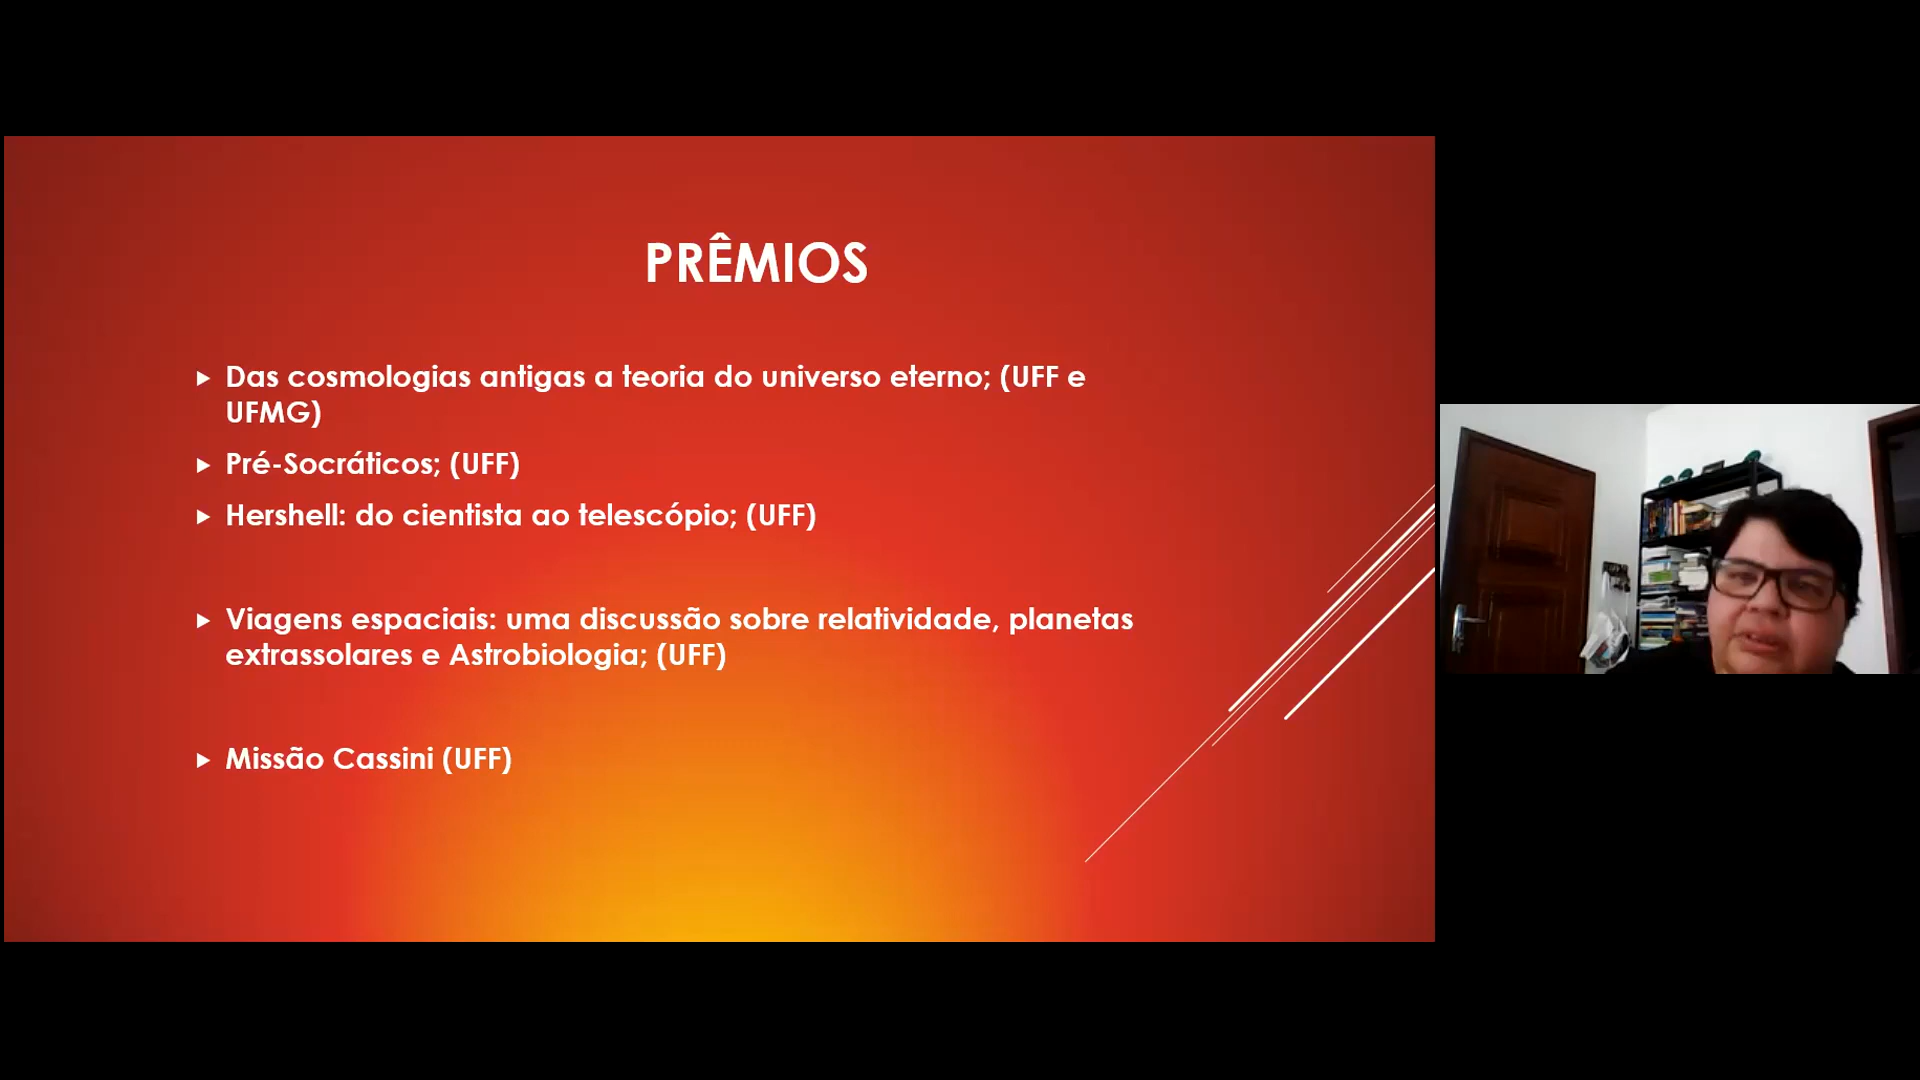 PRÊMIOS
Das cosmologias antigas a teoria do universo eterno; (UFF e
UFMG)
Pré-Socráticos; (UFF)
Hershell: do cientista ao telescópio; (UFF)
Viagens espaciais: uma discussão sobre relatividade, planetas
extrassolares e Astrobiologia; (UFF)
Missão Cassini (UFF)